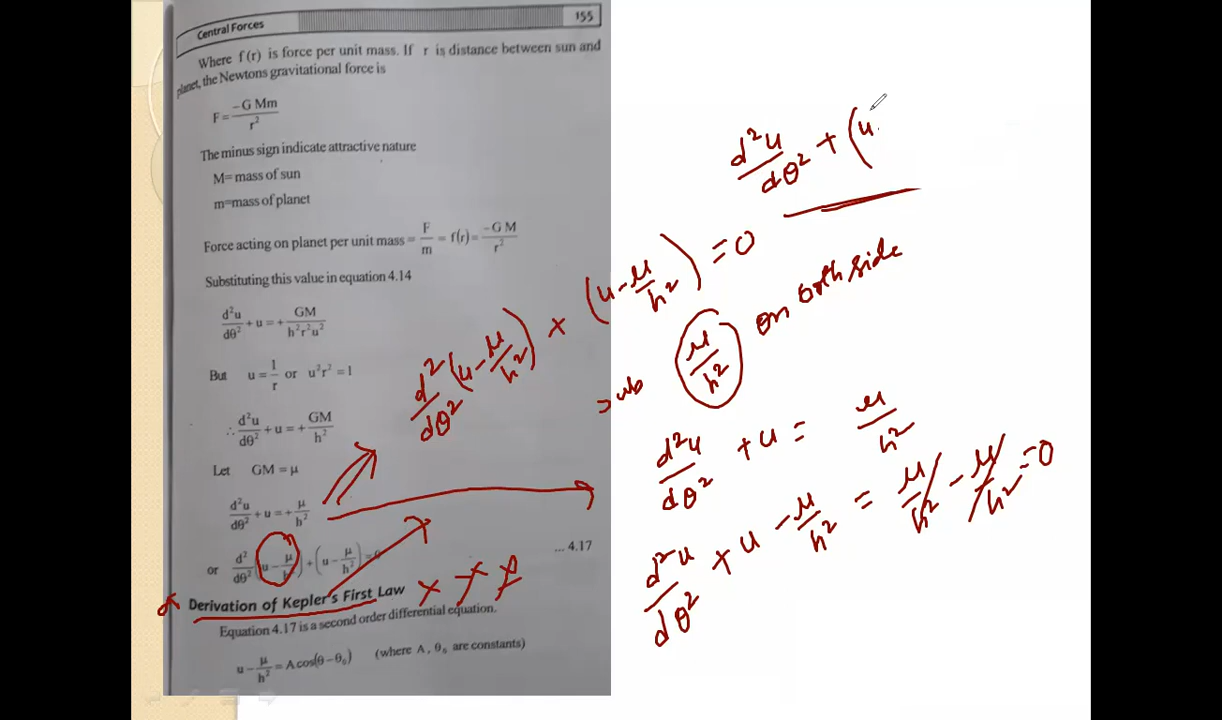 Central Forces 155
Where f(r) is force per unit mass. If r is distance between sun and
planet, the Newtons gravitational force is
F = −G Mm / r²
The minus sign indicate attractive nature
M= mass of sun
m=mass of planet
Force acting on planet per unit mass = F/m = f(r) = −G M / r²
Substituting this value in equation 4.14
d²u/dθ² + u = + GM / h²r²u²
But u = 1/r or u²r² = 1
∴ d²u/dθ² + u = + GM/h²
Let GM = μ
d²u/dθ² + u = + μ/h²
or d²/dθ² (u − μ/h²) + (u − μ/h²) = 0 ... 4.17
Derivation of Kepler's First Law
Equation 4.17 is a second order differential equation.
u − μ/h² = A cos(θ − θ₀) (where A , θ₀ are constants)
d²u/dθ² + (u
d²/dθ² (u − μ/h²) + (u − μ/h²) = 0
sub μ/h² on both side
d²u/dθ² + u = μ/h²
d²u/dθ² + u − μ/h² = μ/h² − μ/h² = 0